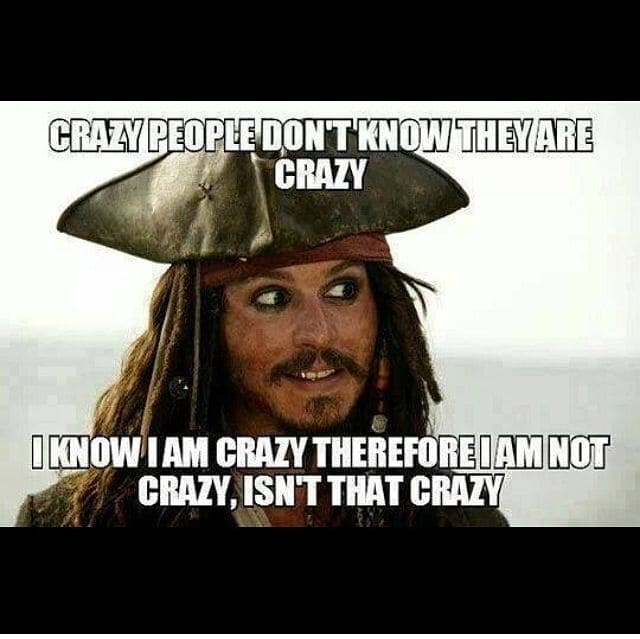 CRAZY PEOPLE DON'T KNOW THEY ARE
CRAZY
I KNOW I AM CRAZY THEREFORE I AM NOT
CRAZY, ISN'T THAT CRAZY